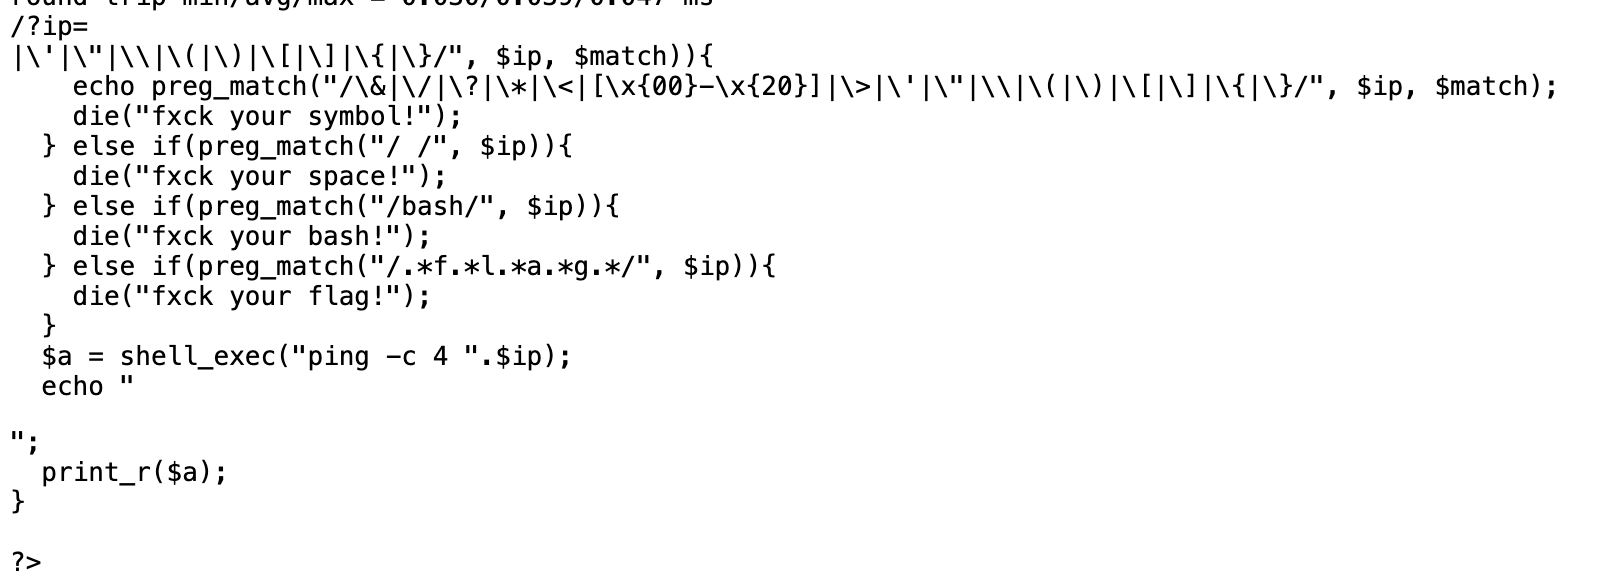 round-trip min/avg/max = 0.036/0.039/0.047 ms
/?ip=
|\'|\"|\\|\(|\)|\[|\]|\{|\}/", $ip, $match)){
    echo preg_match("/\&|\/|\?|\*|\<|[\x{00}-\x{20}]|\>|\'|\"|\\|\(|\)|\[|\]|\{|\}/", $ip, $match);
    die("fxck your symbol!");
  } else if(preg_match("/ /", $ip)){
    die("fxck your space!");
  } else if(preg_match("/bash/", $ip)){
    die("fxck your bash!");
  } else if(preg_match("/.*f.*l.*a.*g.*/", $ip)){
    die("fxck your flag!");
  }
  $a = shell_exec("ping -c 4 ".$ip);
  echo "
";
  print_r($a);
}
?>